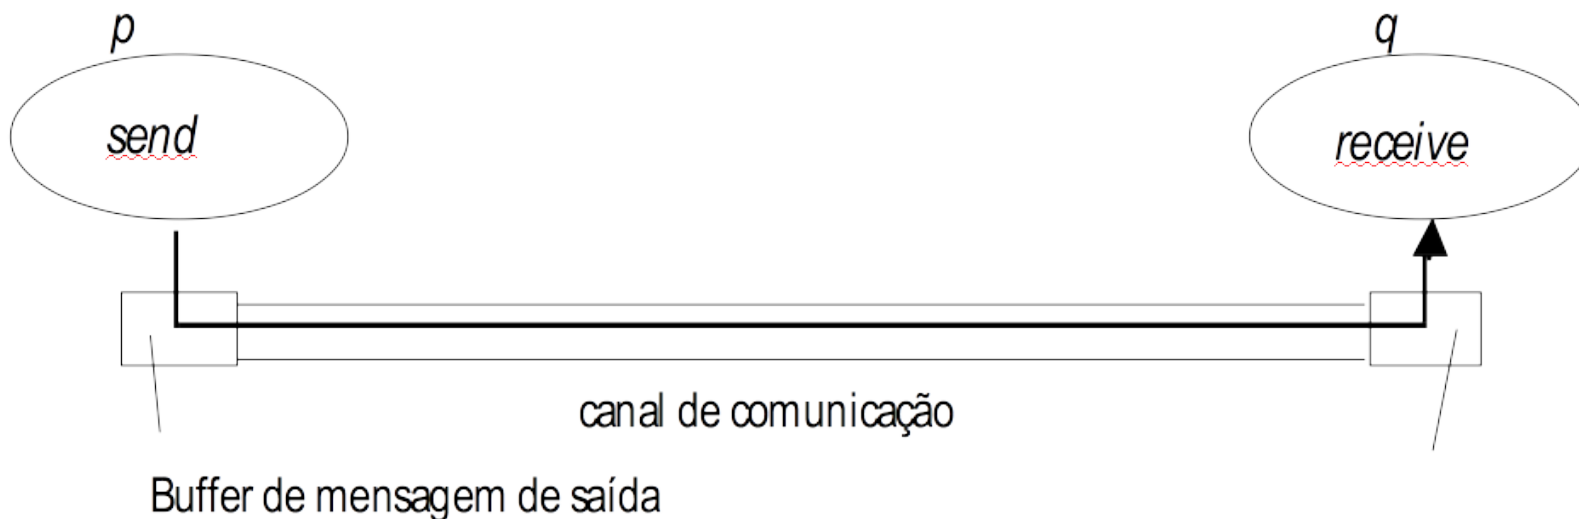 p
q
send
receive
canal de comunicação
Buffer de mensagem de saída